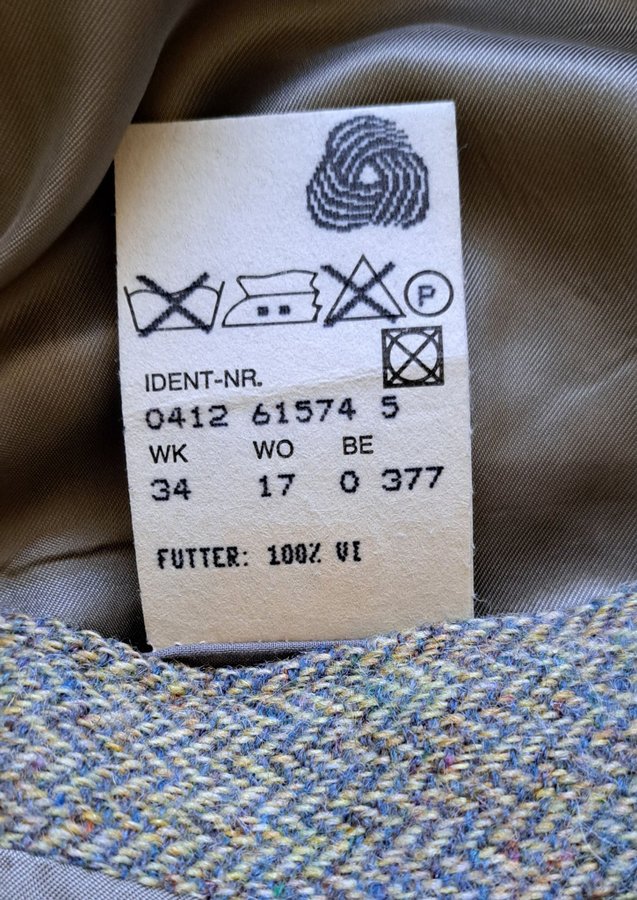 P
IDENT-NR.
0412 61574 5
WK WO BE
34 17 0 377
FUTTER: 100% VI